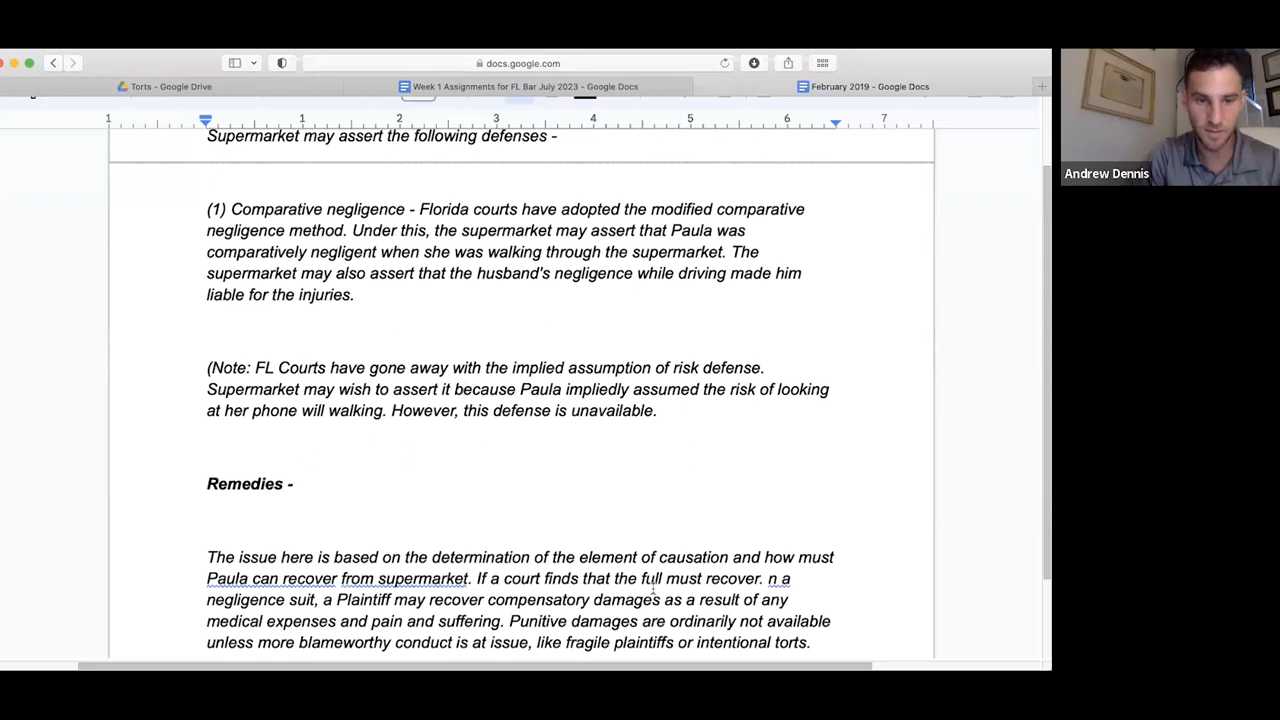 docs.google.com
Torts - Google Drive
Week 1 Assignments for FL Bar July 2023 - Google Docs
February 2019 - Google Docs
1 1 2 3 4 5 6 7
Supermarket may assert the following defenses -
(1) Comparative negligence - Florida courts have adopted the modified comparative
negligence method. Under this, the supermarket may assert that Paula was
comparatively negligent when she was walking through the supermarket. The
supermarket may also assert that the husband's negligence while driving made him
liable for the injuries.
(Note: FL Courts have gone away with the implied assumption of risk defense.
Supermarket may wish to assert it because Paula impliedly assumed the risk of looking
at her phone will walking. However, this defense is unavailable.
Remedies -
The issue here is based on the determination of the element of causation and how must
Paula can recover from supermarket. If a court finds that the full must recover. n a
negligence suit, a Plaintiff may recover compensatory damages as a result of any
medical expenses and pain and suffering. Punitive damages are ordinarily not available
unless more blameworthy conduct is at issue, like fragile plaintiffs or intentional torts.
Andrew Dennis